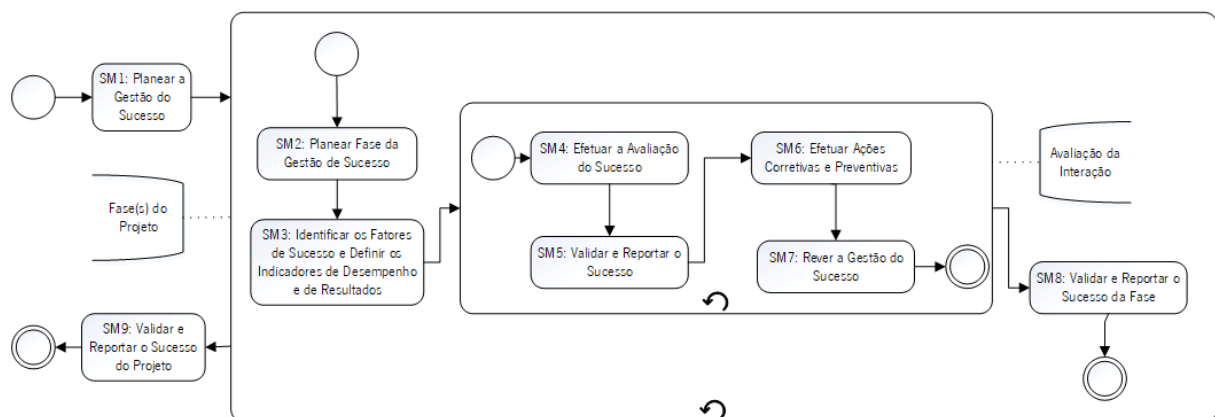 SM1: Planear a
Gestão do
Sucesso
SM2: Planear Fase da
Gestão de Sucesso
SM3: Identificar os Fatores
de Sucesso e Definir os
Indicadores de Desempenho
e de Resultados
SM4: Efetuar a Avaliação
do Sucesso
SM5: Validar e Reportar o
Sucesso
SM6: Efetuar Ações
Corretivas e Preventivas
SM7: Rever a Gestão do
Sucesso
Avaliação da
Interação
Fase(s) do
Projeto
SM8: Validar e Reportar o
Sucesso da Fase
SM9: Validar e
Reportar o Sucesso
do Projeto